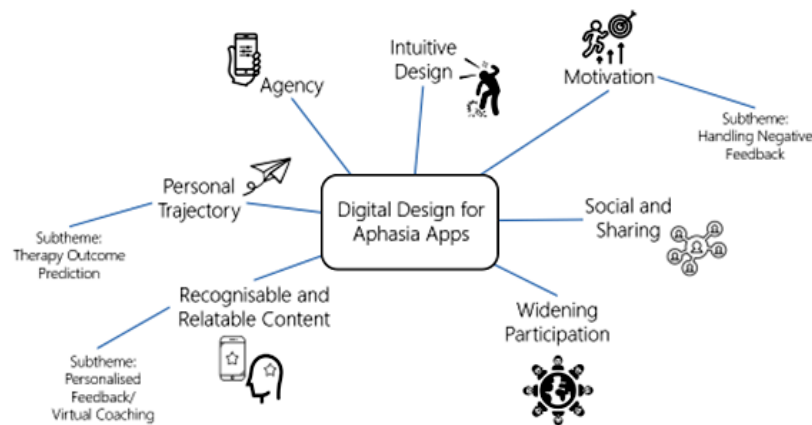 Agency
Intuitive
Design
Motivation
Subtheme:
Handling Negative
Feedback
Personal
Trajectory
Subtheme:
Therapy Outcome
Prediction
Digital Design for
Aphasia Apps
Social and
Sharing
Recognisable and
Relatable Content
Subtheme:
Personalised
Feedback/
Virtual Coaching
Widening
Participation